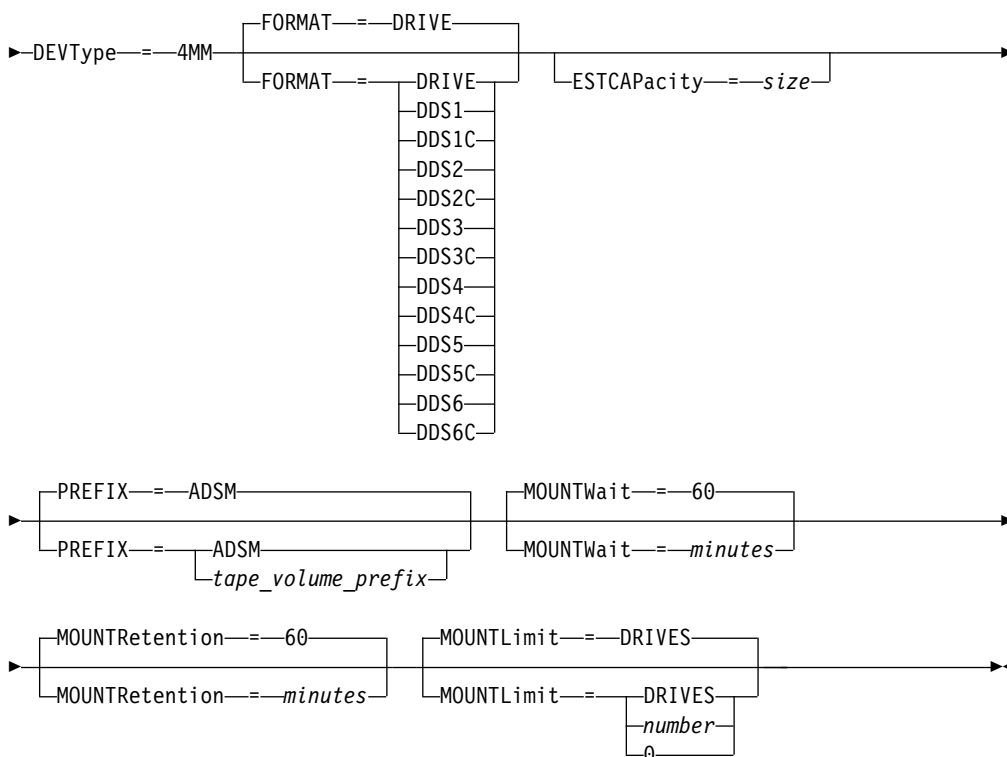 FORMAT = DRIVE
DEVType = 4MM
FORMAT = DRIVE
ESTCAPacity = size
DDS1
DDS1C
DDS2
DDS2C
DDS3
DDS3C
DDS4
DDS4C
DDS5
DDS5C
DDS6
DDS6C
PREFIX = ADSM
MOUNTWait = 60
PREFIX = ADSM
MOUNTWait = minutes
tape_volume_prefix
MOUNTRetention = 60
MOUNTLimit = DRIVES
MOUNTRetention = minutes
MOUNTLimit = DRIVES
number
0